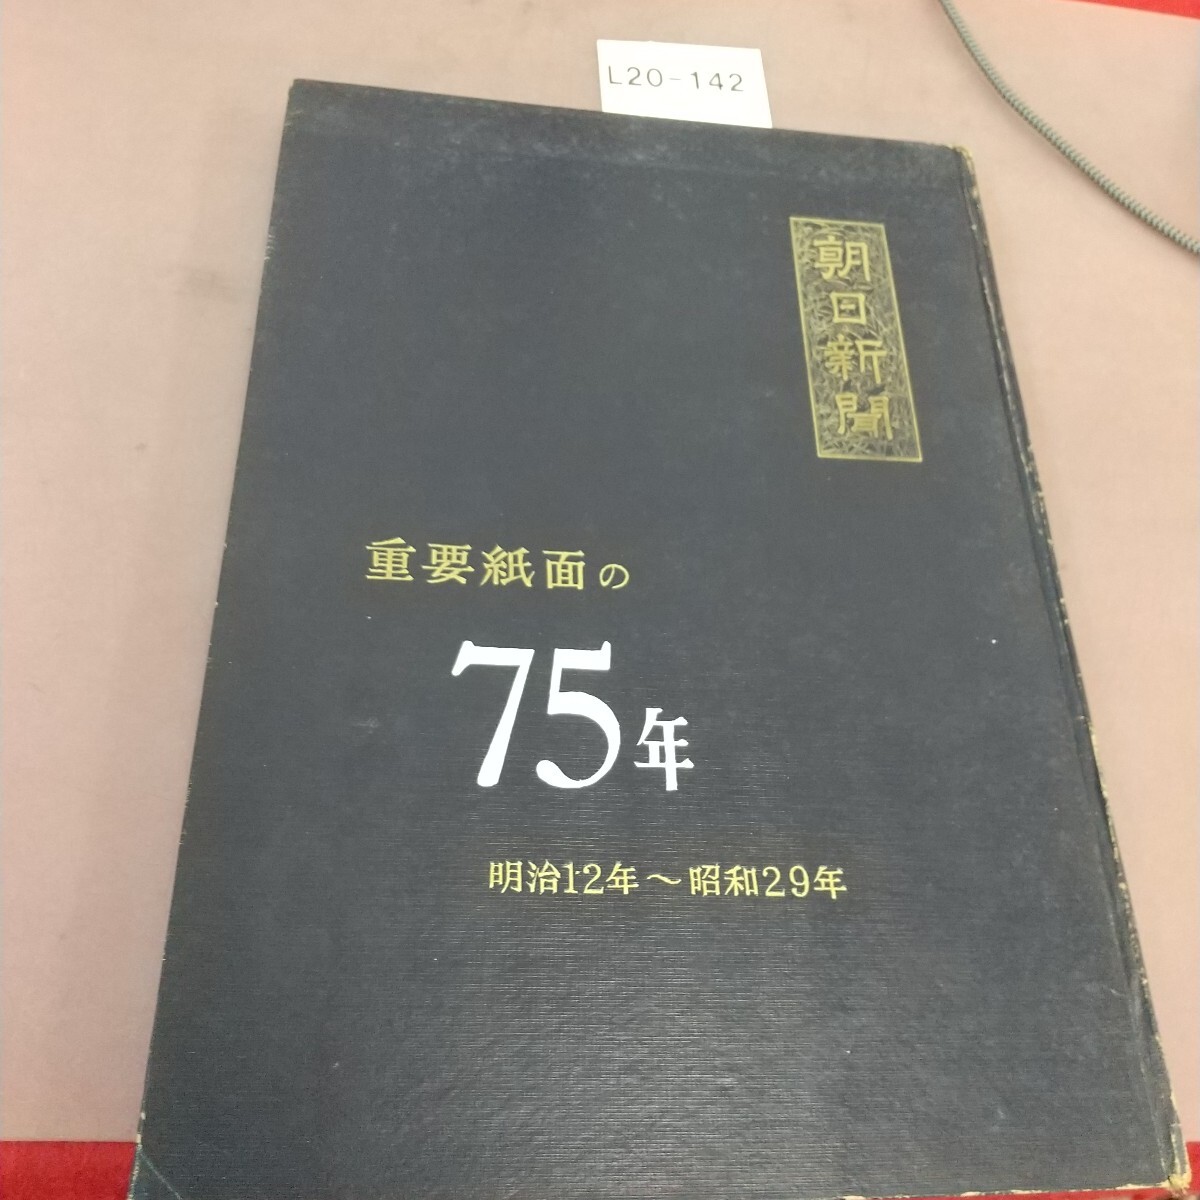 L20-142
朝日新聞
重要紙面の
75年
明治12年～昭和29年